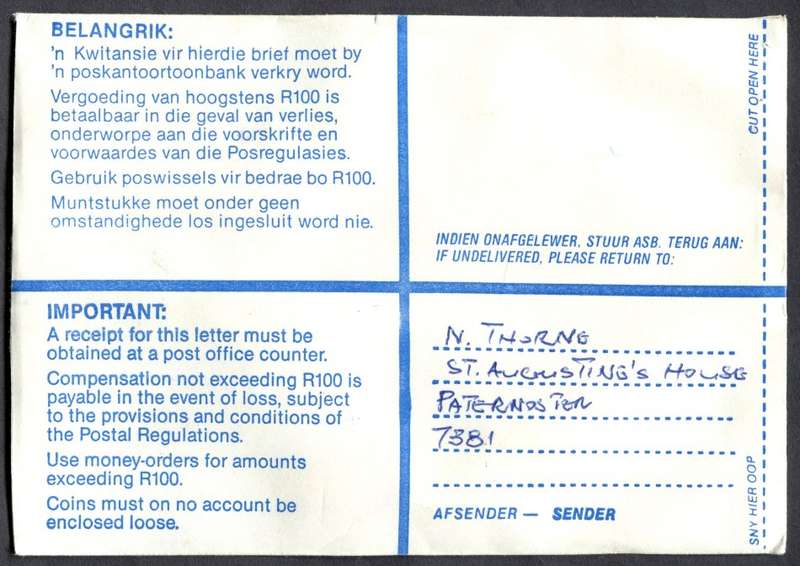 BELANGRIK:
'n Kwitansie vir hierdie brief moet by
'n poskantoortoonbank verkry word.
Vergoeding van hoogstens R100 is
betaalbaar in die geval van verlies,
onderworpe aan die voorskrifte en
voorwaardes van die Posregulasies.
Gebruik poswissels vir bedrae bo R100.
Muntstukke moet onder geen
omstandighede los ingesluit word nie.
CUT OPEN HERE
INDIEN ONAFGELEWER, STUUR ASB. TERUG AAN:
IF UNDELIVERED, PLEASE RETURN TO:
IMPORTANT:
A receipt for this letter must be
obtained at a post office counter.
Compensation not exceeding R100 is
payable in the event of loss, subject
to the provisions and conditions of
the Postal Regulations.
Use money-orders for amounts
exceeding R100.
Coins must on no account be
enclosed loose.
N. THORNE
ST. AUGUSTING'S HOUSE
PATERNOSTER
7381
AFSENDER — SENDER
SNY HIER OOP